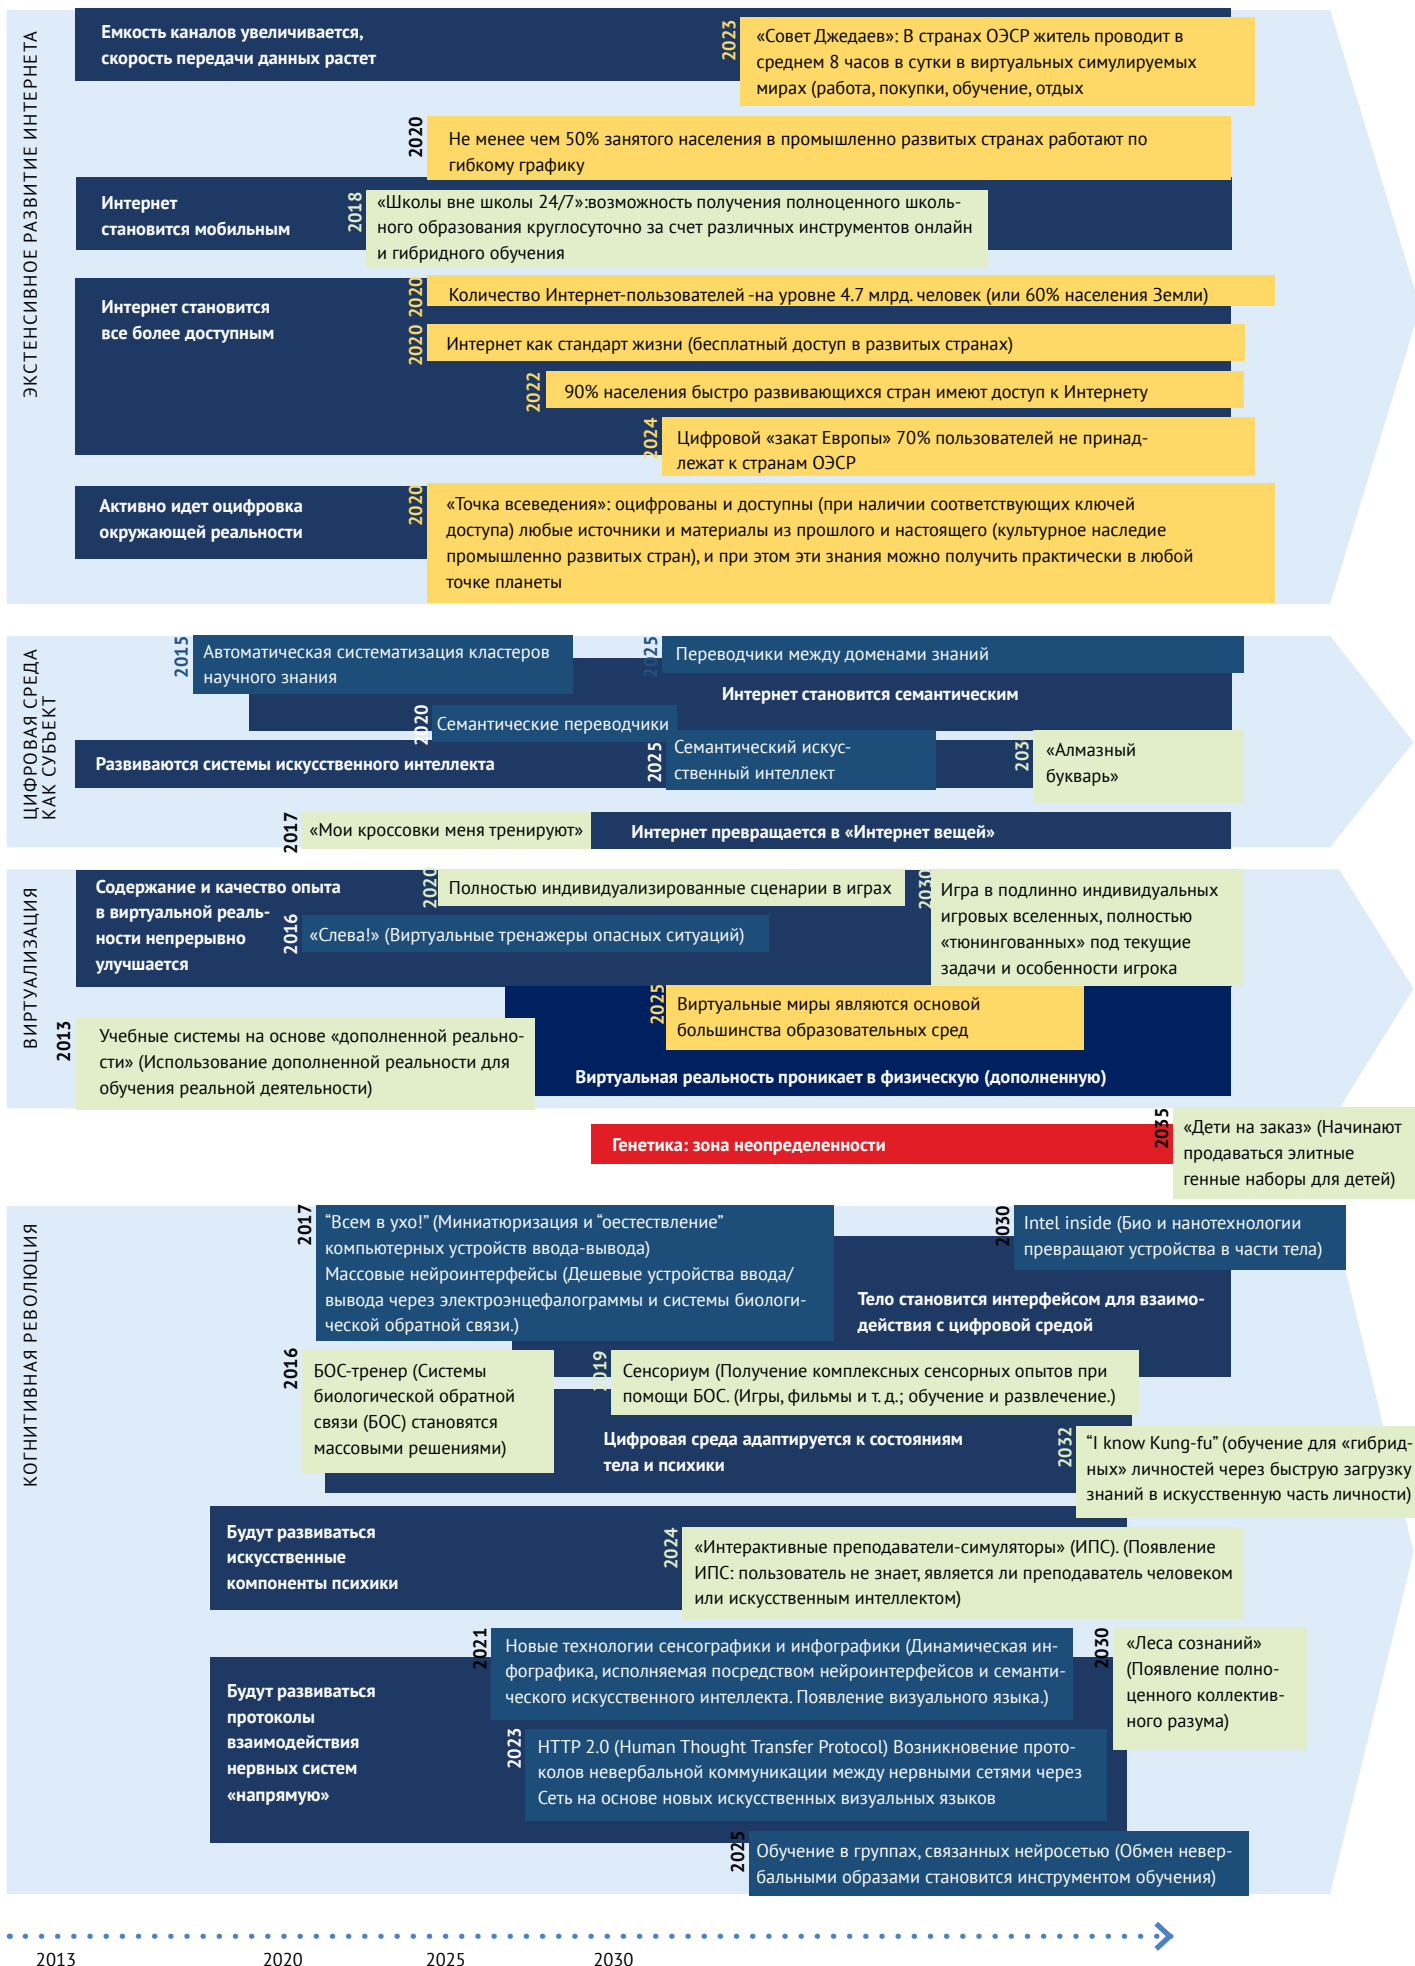 ЭКСТЕНСИВНОЕ РАЗВИТИЕ ИНТЕРНЕТА
Емкость каналов увеличивается,
скорость передачи данных растет
2023
«Совет Джедаев»: В странах ОЭСР житель проводит в
среднем 8 часов в сутки в виртуальных симулируемых
мирах (работа, покупки, обучение, отдых
2020
Не менее чем 50% занятого населения в промышленно развитых странах работают по
гибкому графику
Интернет
становится мобильным
2018
«Школы вне школы 24/7»:возможность получения полноценного школь-
ного образования круглосуточно за счет различных инструментов онлайн
и гибридного обучения
Интернет становится
все более доступным
2020
Количество Интернет-пользователей -на уровне 4.7 млрд. человек (или 60% населения Земли)
2020
Интернет как стандарт жизни (бесплатный доступ в развитых странах)
2022
90% населения быстро развивающихся стран имеют доступ к Интернету
2024
Цифровой «закат Европы» 70% пользователей не принад-
лежат к странам ОЭСР
Активно идет оцифровка
окружающей реальности
2020
«Точка всеведения»: оцифрованы и доступны (при наличии соответствующих ключей
доступа) любые источники и материалы из прошлого и настоящего (культурное наследие
промышленно развитых стран), и при этом эти знания можно получить практически в любой
точке планеты
ЦИФРОВАЯ СРЕДА
КАК СУБЪЕКТ
2015
Автоматическая систематизация кластеров
научного знания
2025
Переводчики между доменами знаний
Интернет становится семантическим
2020
Семантические переводчики
Развиваются системы искусственного интеллекта
2025
Семантический искус-
ственный интеллект
2030
«Алмазный
букварь»
2017
«Мои кроссовки меня тренируют»
Интернет превращается в «Интернет вещей»
ВИРТУАЛИЗАЦИЯ
Содержание и качество опыта
в виртуальной реаль-
ности непрерывно
улучшается
2020
Полностью индивидуализированные сценарии в играх
2016
«Слева!» (Виртуальные тренажеры опасных ситуаций)
2030
Игра в подлинно индивидуальных
игровых вселенных, полностью
«тюнингованных» под текущие
задачи и особенности игрока
2025
Виртуальные миры являются основой
большинства образовательных сред
2013
Учебные системы на основе «дополненной реально-
сти» (Использование дополненной реальности для
обучения реальной деятельности)
Виртуальная реальность проникает в физическую (дополненную)
Генетика: зона неопределенности
2035
«Дети на заказ» (Начинают
продаваться элитные
генные наборы для детей)
КОГНИТИВНАЯ РЕВОЛЮЦИЯ
2017
“Всем в ухо!” (Миниатюризация и “оестествление”
компьютерных устройств ввода-вывода)
Массовые нейроинтерфейсы (Дешевые устройства ввода/
вывода через электроэнцефалограммы и системы биологи-
ческой обратной связи.)
2030
Intel inside (Био и нанотехнологии
превращают устройства в части тела)
Тело становится интерфейсом для взаимо-
действия с цифровой средой
2016
БОС-тренер (Системы
биологической обратной
связи (БОС) становятся
массовыми решениями)
2019
Сенсориум (Получение комплексных сенсорных опытов при
помощи БОС. (Игры, фильмы и т. д.; обучение и развлечение.)
Цифровая среда адаптируется к состояниям
тела и психики
2032
“I know Kung-fu” (обучение для «гибрид-
ных» личностей через быструю загрузку
знаний в искусственную часть личности)
Будут развиваться
искусственные
компоненты психики
2024
«Интерактивные преподаватели-симуляторы» (ИПС). (Появление
ИПС: пользователь не знает, является ли преподаватель человеком
или искусственным интеллектом)
2021
Новые технологии сенсографики и инфографики (Динамическая ин-
фографика, исполняемая посредством нейроинтерфейсов и семанти-
ческого искусственного интеллекта. Появление визуального языка.)
2030
«Леса сознаний»
(Появление полно-
ценного коллектив-
ного разума)
Будут развиваться
протоколы
взаимодействия
нервных систем
«напрямую»
2023
HTTP 2.0 (Human Thought Transfer Protocol) Возникновение прото-
колов невербальной коммуникации между нервными сетями через
Сеть на основе новых искусственных визуальных языков
2025
Обучение в группах, связанных нейросетью (Обмен невер-
бальными образами становится инструментом обучения)
2013
2020
2025
2030